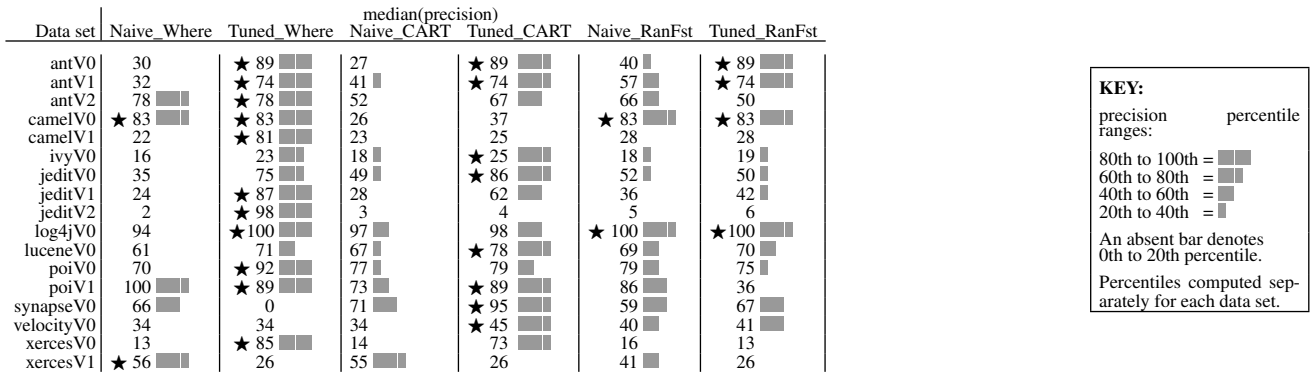 median(precision)
Data set Naive_Where Tuned_Where Naive_CART Tuned_CART Naive_RanFst Tuned_RanFst
antV0 30 ★ 89 27 ★ 89 40 ★ 89
antV1 32 ★ 74 41 ★ 74 57 ★ 74
antV2 78 ★ 78 52 67 66 50
camelV0 ★ 83 ★ 83 26 37 ★ 83 ★ 83
camelV1 22 ★ 81 23 25 28 28
ivyV0 16 23 18 ★ 25 18 19
jeditV0 35 75 49 ★ 86 52 50
jeditV1 24 ★ 87 28 62 36 42
jeditV2 2 ★ 98 3 4 5 6
log4jV0 94 ★100 97 98 ★ 100 ★100
luceneV0 61 71 67 ★ 78 69 70
poiV0 70 ★ 92 77 79 79 75
poiV1 100 ★ 89 73 ★ 89 86 36
synapseV0 66 0 71 ★ 95 59 67
velocityV0 34 34 34 ★ 45 40 41
xercesV0 13 ★ 85 14 73 16 13
xercesV1 ★ 56 26 55 26 41 26
KEY:
precision percentile
ranges:
80th to 100th =
60th to 80th =
40th to 60th =
20th to 40th =
An absent bar denotes
0th to 20th percentile.
Percentiles computed sep-
arately for each data set.